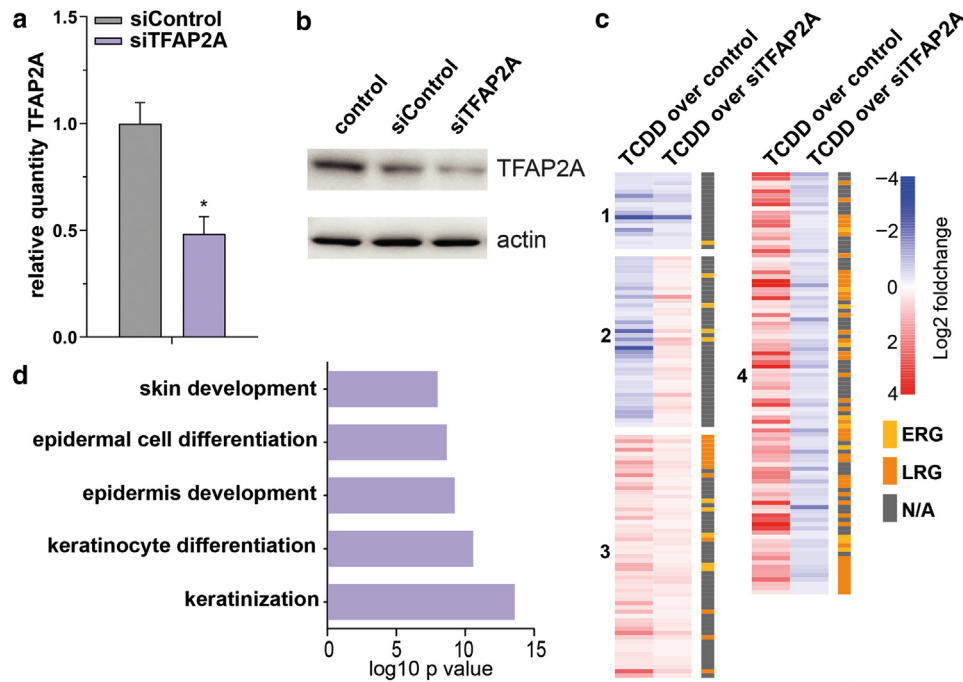 a
1.5
1.0
0.5
0.0
relative quantity TFAP2A
siControl
siTFAP2A
*
b
control
siControl
siTFAP2A
TFAP2A
actin
c
TCDD over control
TCDD over siTFAP2A
1
2
3
TCDD over control
TCDD over siTFAP2A
4
−4
−2
0
2
4
Log2 foldchange
ERG
LRG
N/A
d
skin development
epidermal cell differentiation
epidermis development
keratinocyte differentiation
keratinization
0 5 10 15
log10 p value